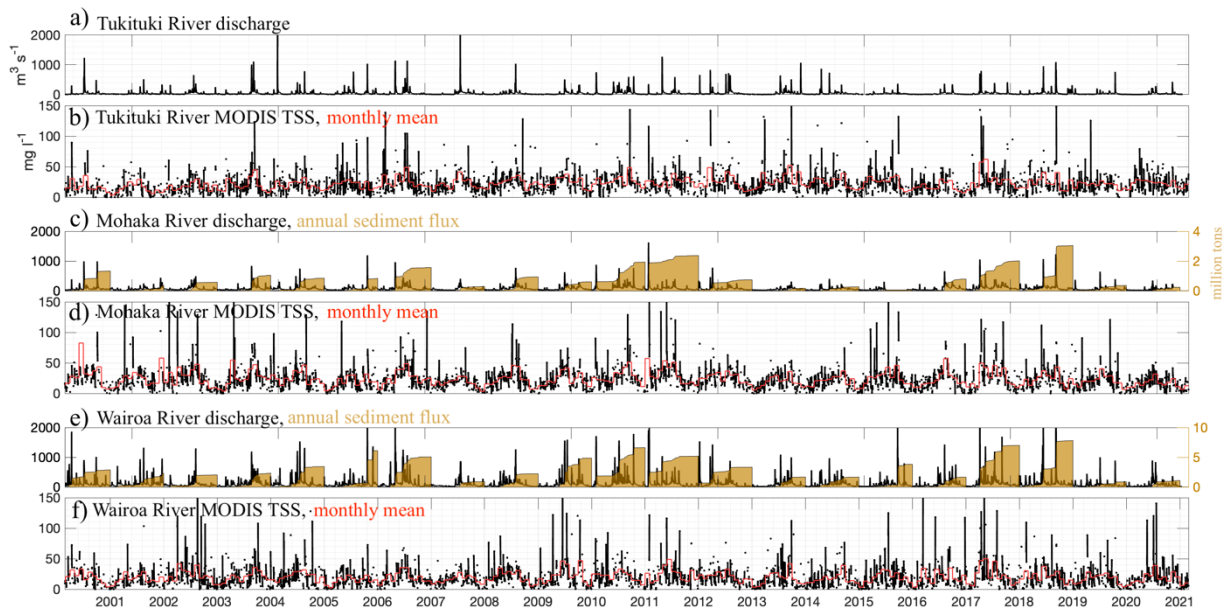 a) Tukituki River discharge
2000
1000
0
m³ s⁻¹
b) Tukituki River MODIS TSS, monthly mean
150
100
50
0
mg l⁻¹
c) Mohaka River discharge, annual sediment flux
2000
1000
0
4
2
0
million tons
d) Mohaka River MODIS TSS, monthly mean
150
100
50
0
e) Wairoa River discharge, annual sediment flux
2000
1000
0
10
5
0
f) Wairoa River MODIS TSS, monthly mean
150
100
50
0
2001 2002 2003 2004 2005 2006 2007 2008 2009 2010 2011 2012 2013 2014 2015 2016 2017 2018 2019 2020 2021